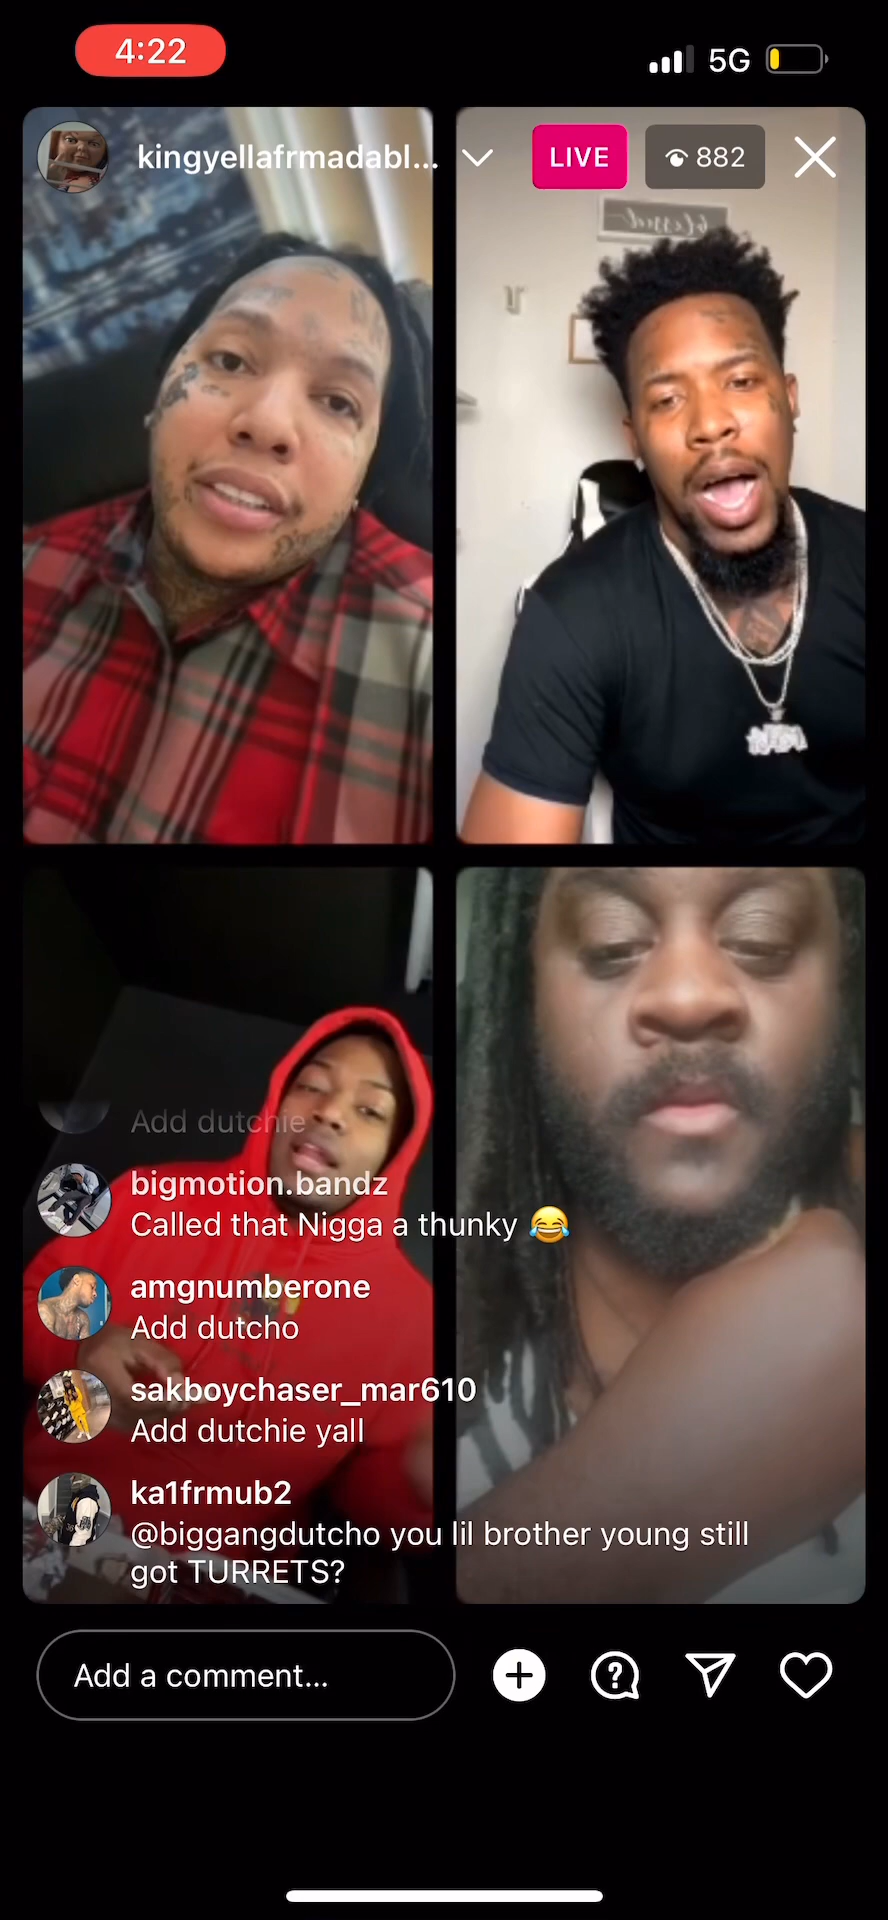 4:22
5G
kingyellafrmadabl...
LIVE
882
blessed
Add dutchie
bigmotion.bandz
Called that Nigga a thunky 😂
amgnumberone
Add dutcho
sakboychaser_mar610
Add dutchie yall
ka1frmub2
@biggangdutcho you lil brother young still
got TURRETS?
Add a comment...